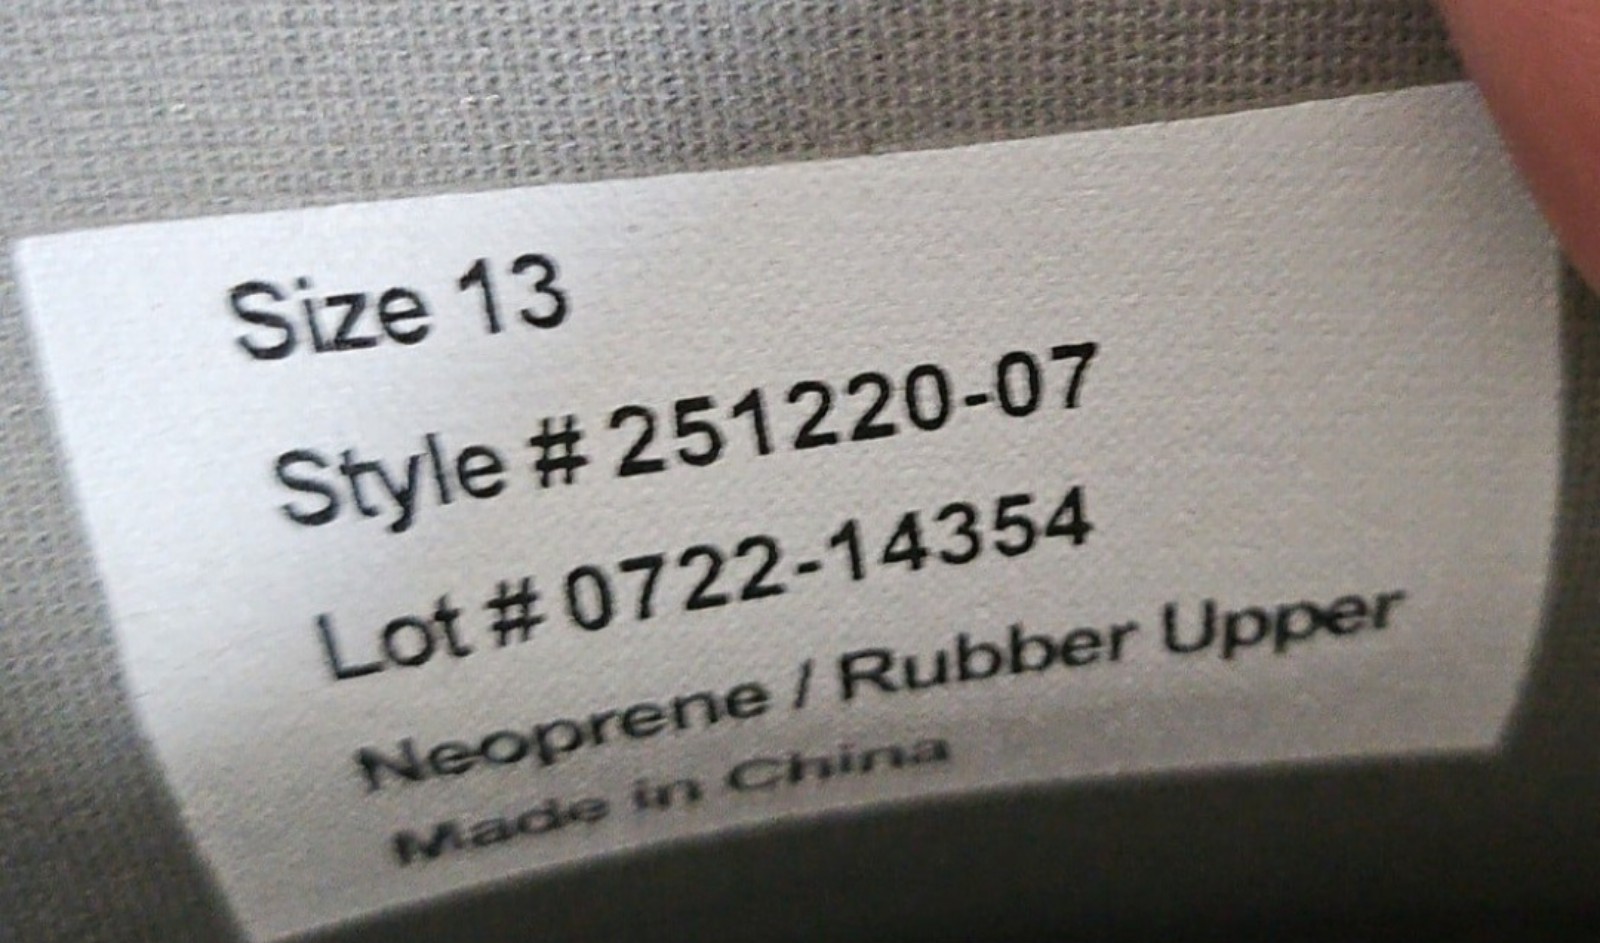 Size 13
Style # 251220-07
Lot # 0722-14354
Neoprene / Rubber Upper
Made in China